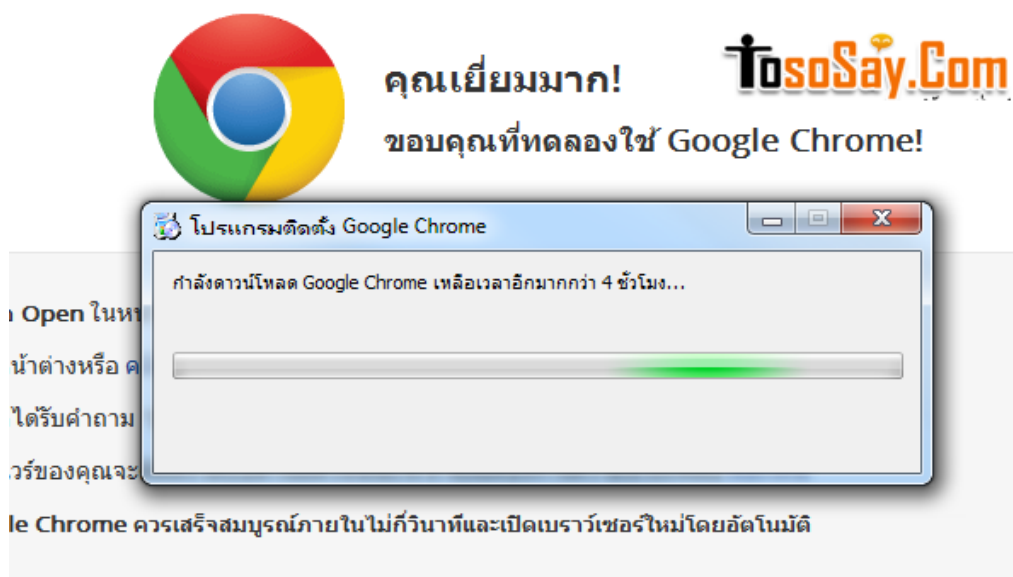 คุณเยี่ยมมาก!
TosoSay.Com
ขอบคุณที่ทดลองใช้ Google Chrome!
โปรแกรมติดตั้ง Google Chrome
กำลังดาวน์โหลด Google Chrome เหลือเวลาอีกมากกว่า 4 ชั่วโมง...
Open ในหน
น้าต่างหรือ ค
ได้รับคำถาม
วร์ของคุณจะ
le Chrome ควรเสร็จสมบูรณ์ภายในไม่กี่วินาทีและเปิดเบราว์เซอร์ใหม่โดยอัตโนมัติ